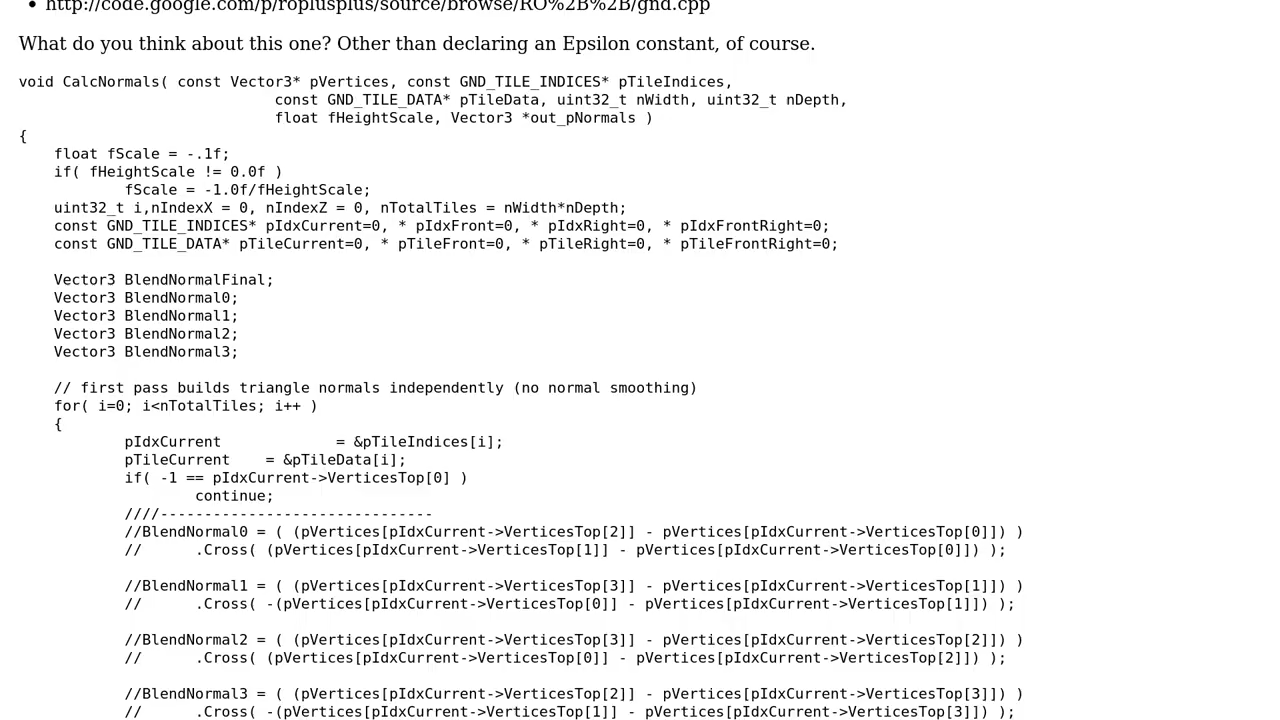 • http://code.google.com/p/roplusplus/source/browse/RO%2B%2B/gnd.cpp
What do you think about this one? Other than declaring an Epsilon constant, of course.
void CalcNormals( const Vector3* pVertices, const GND_TILE_INDICES* pTileIndices,
                             const GND_TILE_DATA* pTileData, uint32_t nWidth, uint32_t nDepth,
                             float fHeightScale, Vector3 *out_pNormals )
{
    float fScale = -.1f;
    if( fHeightScale != 0.0f )
            fScale = -1.0f/fHeightScale;
    uint32_t i,nIndexX = 0, nIndexZ = 0, nTotalTiles = nWidth*nDepth;
    const GND_TILE_INDICES* pIdxCurrent=0, * pIdxFront=0, * pIdxRight=0, * pIdxFrontRight=0;
    const GND_TILE_DATA* pTileCurrent=0, * pTileFront=0, * pTileRight=0, * pTileFrontRight=0;

    Vector3 BlendNormalFinal;
    Vector3 BlendNormal0;
    Vector3 BlendNormal1;
    Vector3 BlendNormal2;
    Vector3 BlendNormal3;

    // first pass builds triangle normals independently (no normal smoothing)
    for( i=0; i<nTotalTiles; i++ )
    {
            pIdxCurrent             = &pTileIndices[i];
            pTileCurrent    = &pTileData[i];
            if( -1 == pIdxCurrent->VerticesTop[0] )
                    continue;
            ////-------------------------------
            //BlendNormal0 = ( (pVertices[pIdxCurrent->VerticesTop[2]] - pVertices[pIdxCurrent->VerticesTop[0]]) )
            //      .Cross( (pVertices[pIdxCurrent->VerticesTop[1]] - pVertices[pIdxCurrent->VerticesTop[0]]) );

            //BlendNormal1 = ( (pVertices[pIdxCurrent->VerticesTop[3]] - pVertices[pIdxCurrent->VerticesTop[1]]) )
            //      .Cross( -(pVertices[pIdxCurrent->VerticesTop[0]] - pVertices[pIdxCurrent->VerticesTop[1]]) );

            //BlendNormal2 = ( (pVertices[pIdxCurrent->VerticesTop[3]] - pVertices[pIdxCurrent->VerticesTop[2]]) )
            //      .Cross( (pVertices[pIdxCurrent->VerticesTop[0]] - pVertices[pIdxCurrent->VerticesTop[2]]) );

            //BlendNormal3 = ( (pVertices[pIdxCurrent->VerticesTop[2]] - pVertices[pIdxCurrent->VerticesTop[3]]) )
            //      .Cross( -(pVertices[pIdxCurrent->VerticesTop[1]] - pVertices[pIdxCurrent->VerticesTop[3]]) );